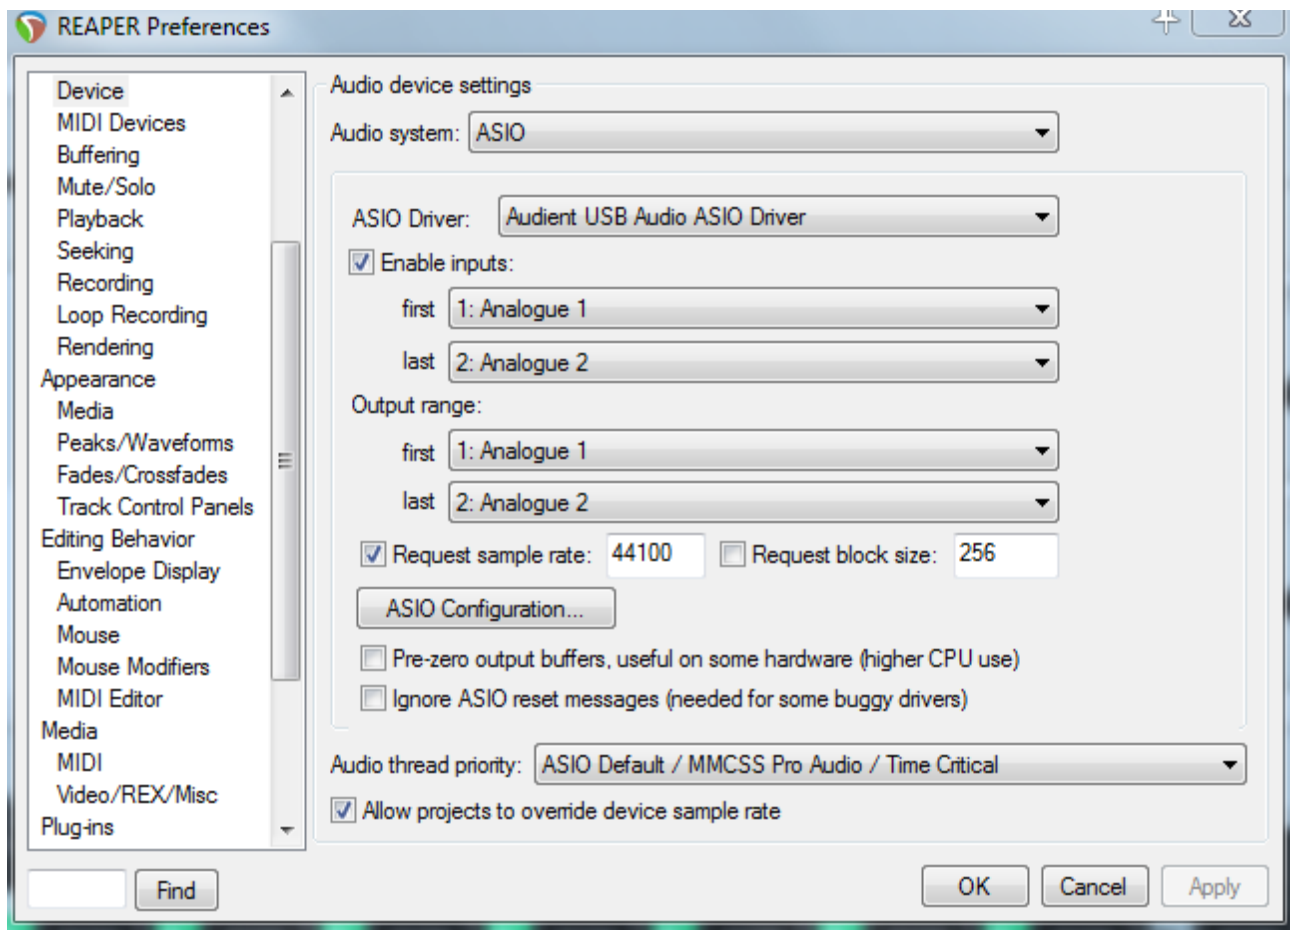 REAPER Preferences
Device
MIDI Devices
Buffering
Mute/Solo
Playback
Seeking
Recording
Loop Recording
Rendering
Appearance
Media
Peaks/Waveforms
Fades/Crossfades
Track Control Panels
Editing Behavior
Envelope Display
Automation
Mouse
Mouse Modifiers
MIDI Editor
Media
MIDI
Video/REX/Misc
Plug-ins
Find
Audio device settings
Audio system: ASIO
ASIO Driver: Audient USB Audio ASIO Driver
Enable inputs:
first 1: Analogue 1
last 2: Analogue 2
Output range:
first 1: Analogue 1
last 2: Analogue 2
Request sample rate: 44100 Request block size: 256
ASIO Configuration...
Pre-zero output buffers, useful on some hardware (higher CPU use)
Ignore ASIO reset messages (needed for some buggy drivers)
Audio thread priority: ASIO Default / MMCSS Pro Audio / Time Critical
Allow projects to override device sample rate
OK Cancel Apply